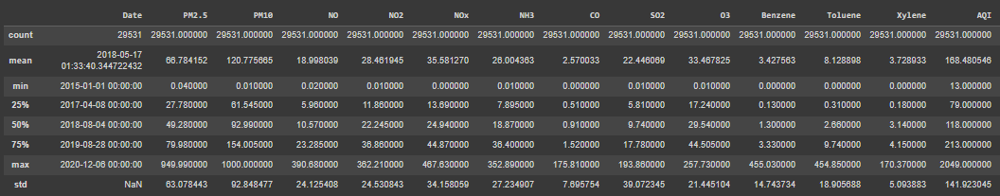 Date PM2.5 PM10 NO NO2 NOx NH3 CO SO2 O3 Benzene Toluene Xylene AQI
count 29531 29531.000000 29531.000000 29531.000000 29531.000000 29531.000000 29531.000000 29531.000000 29531.000000 29531.000000 29531.000000 29531.000000 29531.000000 29531.000000
mean 2018-05-17 01:33:40.344722432 66.784152 120.775665 18.998039 28.461945 35.581270 26.004363 2.570033 22.446069 33.467825 3.427563 8.128898 3.728933 168.480546
min 2015-01-01 00:00:00 0.040000 0.010000 0.020000 0.010000 0.000000 0.010000 0.000000 0.010000 0.010000 0.000000 0.000000 0.000000 13.000000
25% 2017-04-08 00:00:00 27.780000 61.545000 5.960000 11.860000 13.690000 7.895000 0.510000 5.810000 17.240000 0.130000 0.310000 0.180000 79.000000
50% 2018-08-04 00:00:00 49.280000 92.990000 10.570000 22.245000 24.940000 18.870000 0.910000 9.740000 29.540000 1.300000 2.660000 3.140000 118.000000
75% 2019-08-28 00:00:00 79.980000 154.005000 23.285000 36.860000 44.870000 36.400000 1.520000 17.780000 44.505000 3.330000 9.740000 4.150000 213.000000
max 2020-12-06 00:00:00 949.990000 1000.000000 390.680000 362.210000 467.630000 352.890000 175.810000 193.860000 257.730000 455.030000 454.850000 170.370000 2049.000000
std NaN 63.078443 92.848477 24.125408 24.530843 34.158059 27.234907 7.695754 39.072345 21.445104 14.743734 18.905688 5.093883 141.923045